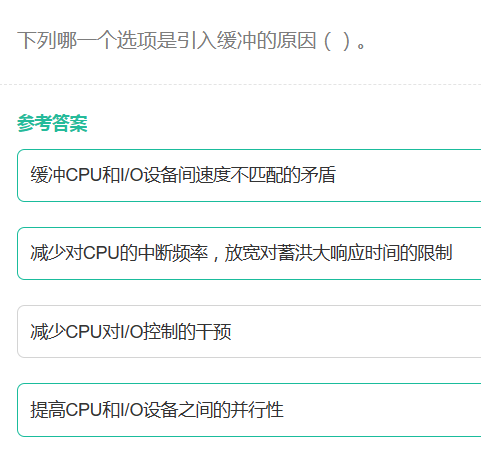 下列哪一个选项是引入缓冲的原因（ ）。
参考答案
缓冲CPU和I/O设备间速度不匹配的矛盾
减少对CPU的中断频率，放宽对蓄洪大响应时间的限制
减少CPU对I/O控制的干预
提高CPU和I/O设备之间的并行性